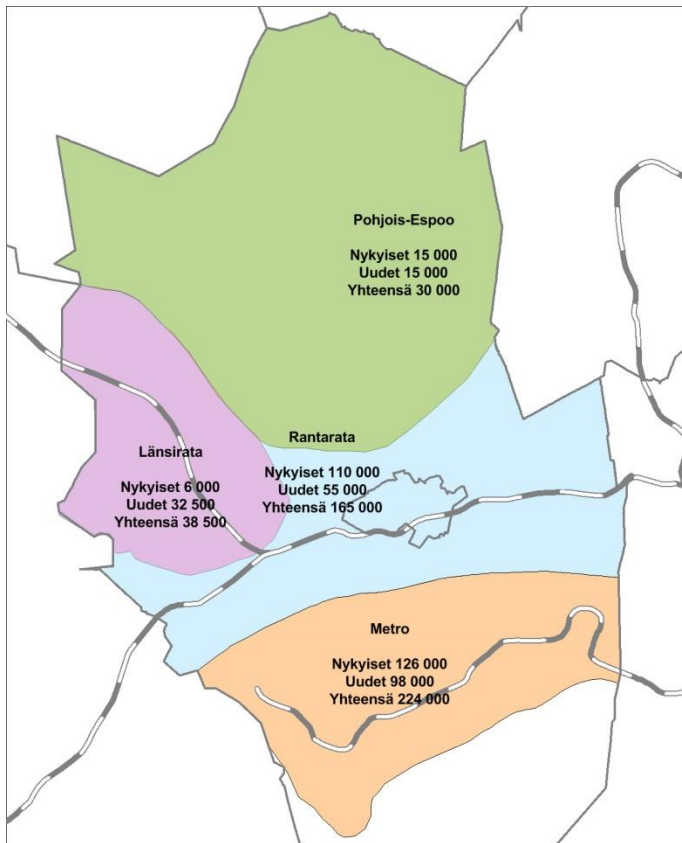 Pohjois-Espoo
Nykyiset 15 000
Uudet 15 000
Yhteensä 30 000
Rantarata
Nykyiset 110 000
Uudet 55 000
Yhteensä 165 000
Länsirata
Nykyiset 6 000
Uudet 32 500
Yhteensä 38 500
Metro
Nykyiset 126 000
Uudet 98 000
Yhteensä 224 000